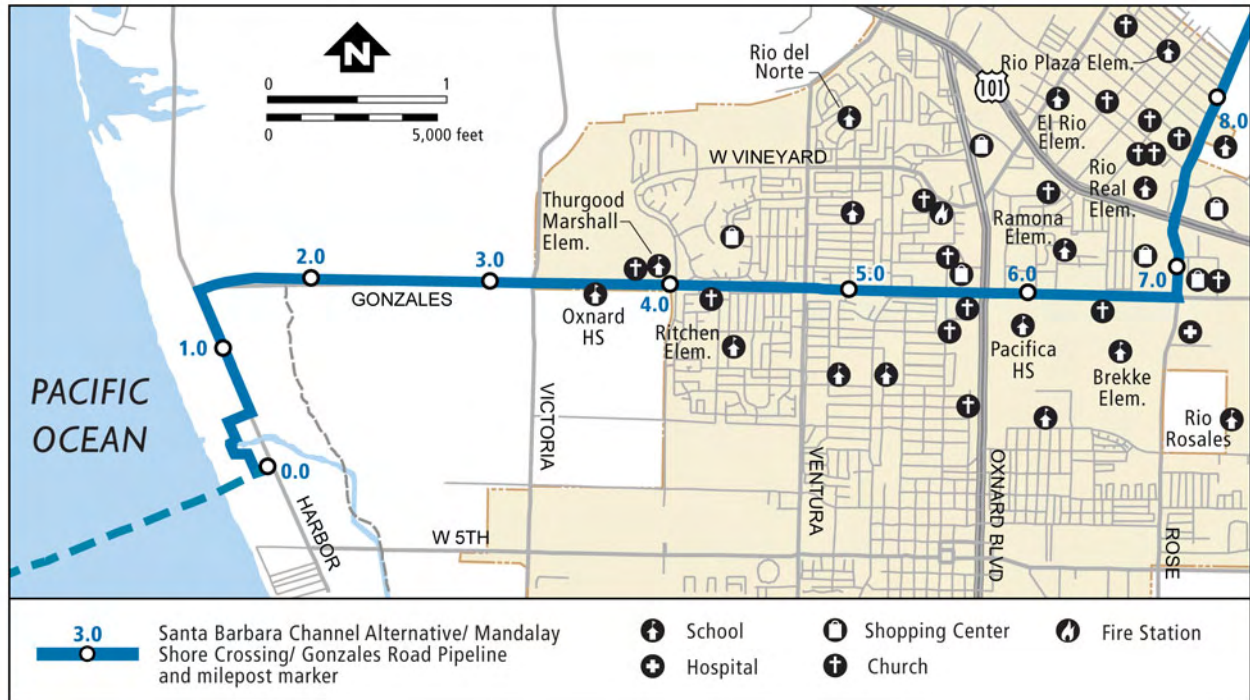 N
0
1
0
5,000 feet
Rio del
Norte
Rio Plaza Elem.
101
El Rio
Elem.
8.0
W VINEYARD
Rio
Real
Elem.
Thurgood
Marshall
Elem.
Ramona
Elem.
2.0
3.0
GONZALES
4.0
5.0
6.0
7.0
Oxnard
HS
Ritchen
Elem.
Pacifica
HS
Brekke
Elem.
1.0
PACIFIC
OCEAN
0.0
HARBOR
VICTORIA
VENTURA
OXNARD BLVD
Rio
Rosales
ROSE
W 5TH
3.0
Santa Barbara Channel Alternative/ Mandalay
Shore Crossing/ Gonzales Road Pipeline
and milepost marker
School
Shopping Center
Fire Station
Hospital
Church